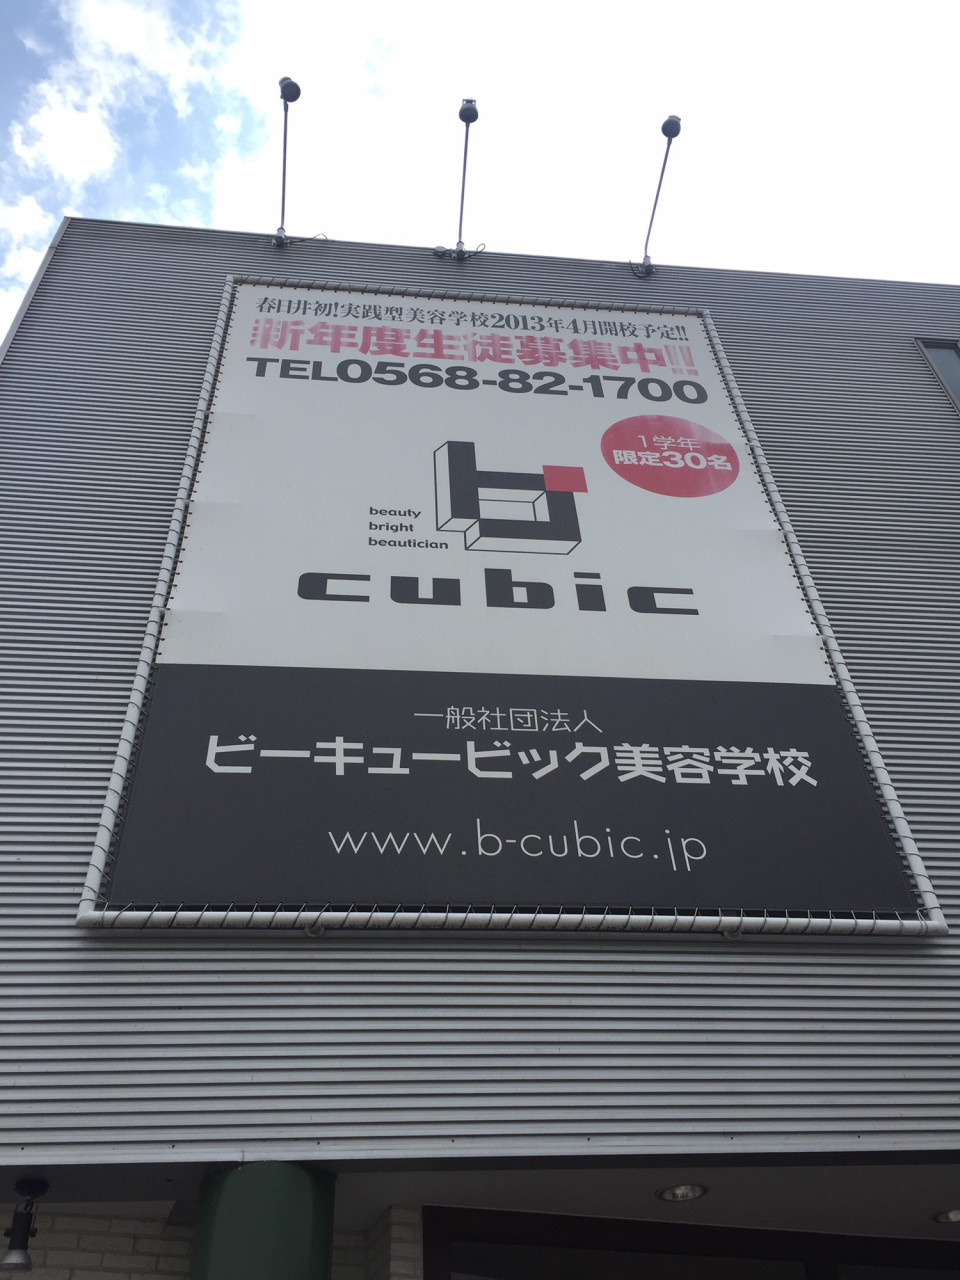 春日井初!実践型美容学校2013年4月開校予定!!
新年度生徒募集中!!!
TEL0568-82-1700
1学年
限定30名
b
beauty
bright
beautician
cubic
一般社団法人
ビーキュービック美容学校
www.b-cubic.jp